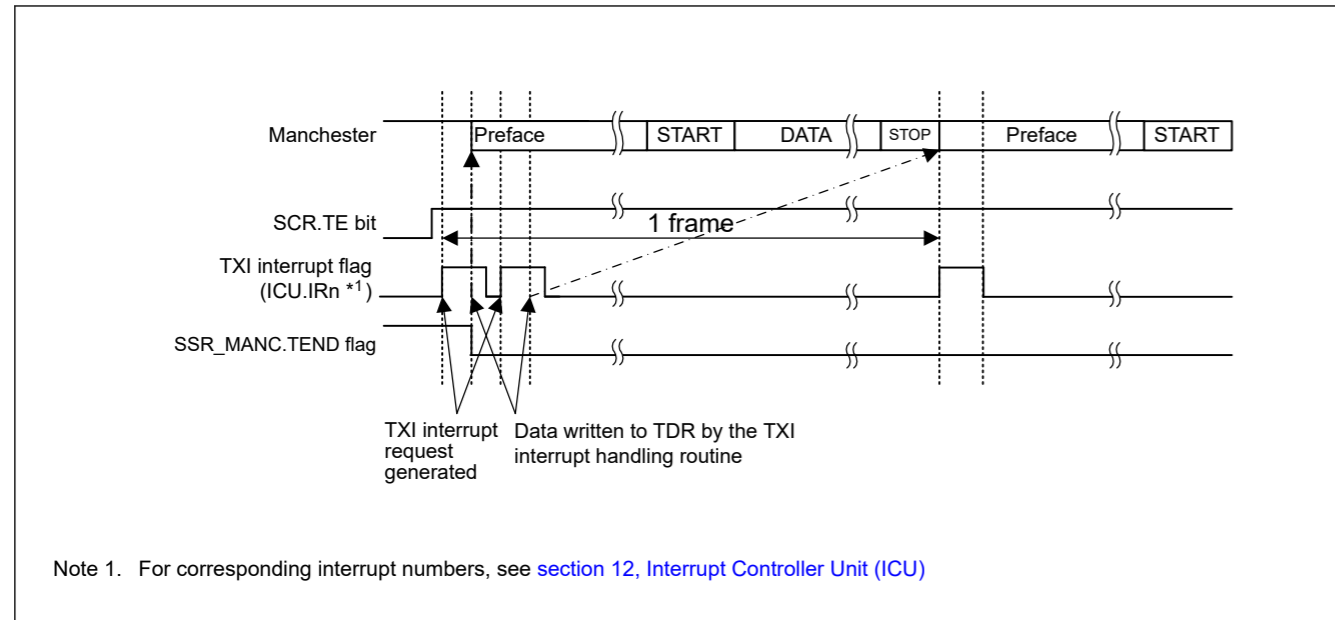 Manchester
Preface
START
DATA
STOP
Preface
START
SCR.TE bit
1 frame
TXI interrupt flag
(ICU.IRn *1)
SSR_MANC.TEND flag
TXI interrupt
request
generated
Data written to TDR by the TXI
interrupt handling routine
Note 1. For corresponding interrupt numbers, see section 12, Interrupt Controller Unit (ICU)